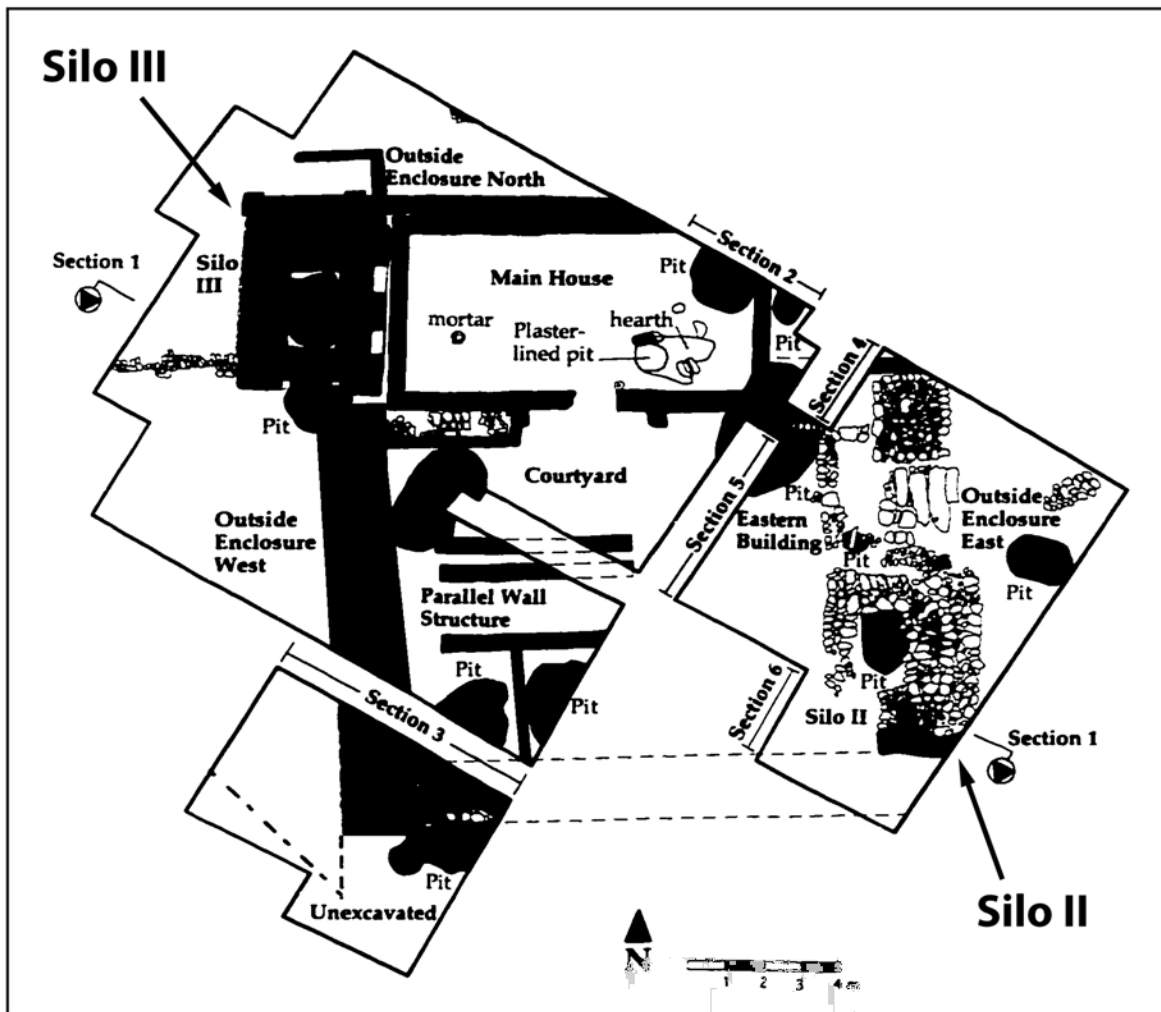 Silo III
Outside
Enclosure North
Section 1
Silo
III
Main House
Pit
Section 2
mortar
hearth
Plaster-
lined pit
Pit
Section 4
Pit
Courtyard
Section 5
Pit
Eastern
Building
Outside
Enclosure
East
Outside
Enclosure
West
Pit
Pit
Parallel Wall
Structure
Pit
Pit
Pit
Section 3
Section 6
Silo II
Section 1
Pit
Unexcavated
Silo II
N
1 2 3 4 m